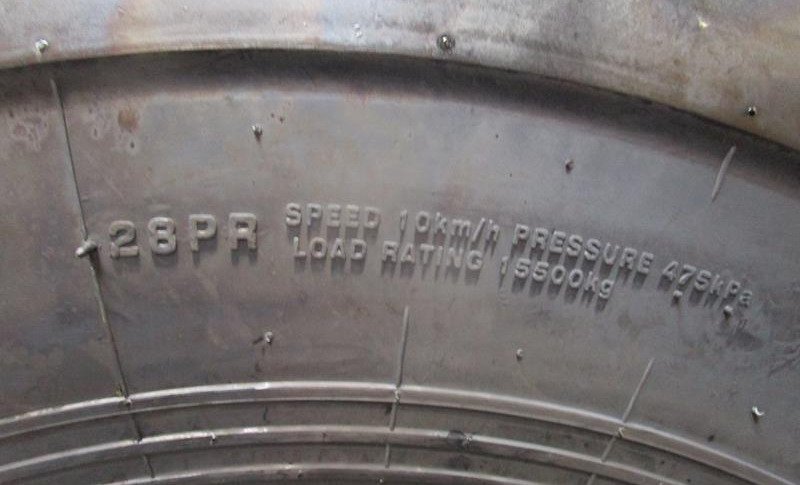 28PR
SPEED 10km/h PRESSURE 475kPa
LOAD RATING 15500kg